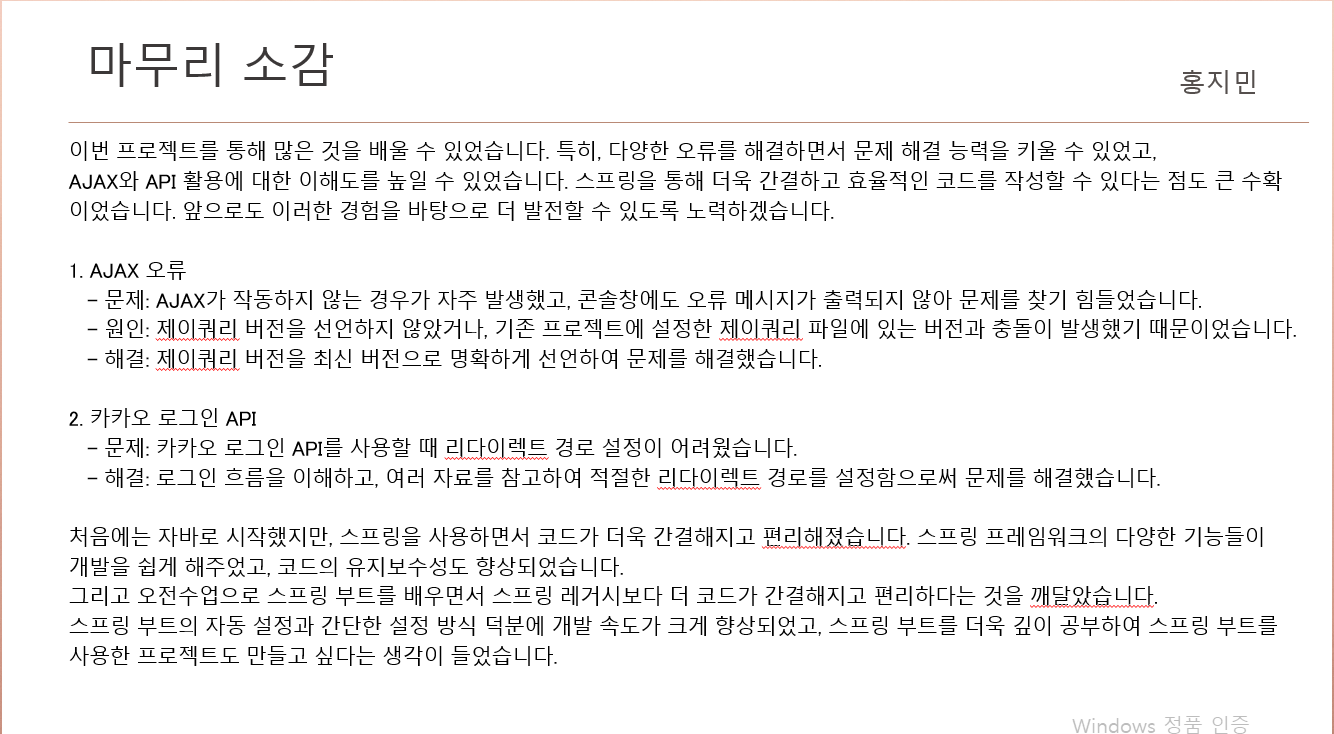 마무리 소감
홍지민
이번 프로젝트를 통해 많은 것을 배울 수 있었습니다. 특히, 다양한 오류를 해결하면서 문제 해결 능력을 키울 수 있었고,
AJAX와 API 활용에 대한 이해도를 높일 수 있었습니다. 스프링을 통해 더욱 간결하고 효율적인 코드를 작성할 수 있다는 점도 큰 수확
이었습니다. 앞으로도 이러한 경험을 바탕으로 더 발전할 수 있도록 노력하겠습니다.
1. AJAX 오류
– 문제: AJAX가 작동하지 않는 경우가 자주 발생했고, 콘솔창에도 오류 메시지가 출력되지 않아 문제를 찾기 힘들었습니다.
– 원인: 제이쿼리 버전을 선언하지 않았거나, 기존 프로젝트에 설정한 제이쿼리 파일에 있는 버전과 충돌이 발생했기 때문이었습니다.
– 해결: 제이쿼리 버전을 최신 버전으로 명확하게 선언하여 문제를 해결했습니다.
2. 카카오 로그인 API
– 문제: 카카오 로그인 API를 사용할 때 리다이렉트 경로 설정이 어려웠습니다.
– 해결: 로그인 흐름을 이해하고, 여러 자료를 참고하여 적절한 리다이렉트 경로를 설정함으로써 문제를 해결했습니다.
처음에는 자바로 시작했지만, 스프링을 사용하면서 코드가 더욱 간결해지고 편리해졌습니다. 스프링 프레임워크의 다양한 기능들이
개발을 쉽게 해주었고, 코드의 유지보수성도 향상되었습니다.
그리고 오전수업으로 스프링 부트를 배우면서 스프링 레거시보다 더 코드가 간결해지고 편리하다는 것을 깨달았습니다.
스프링 부트의 자동 설정과 간단한 설정 방식 덕분에 개발 속도가 크게 향상되었고, 스프링 부트를 더욱 깊이 공부하여 스프링 부트를
사용한 프로젝트도 만들고 싶다는 생각이 들었습니다.
Windows 정품 인증